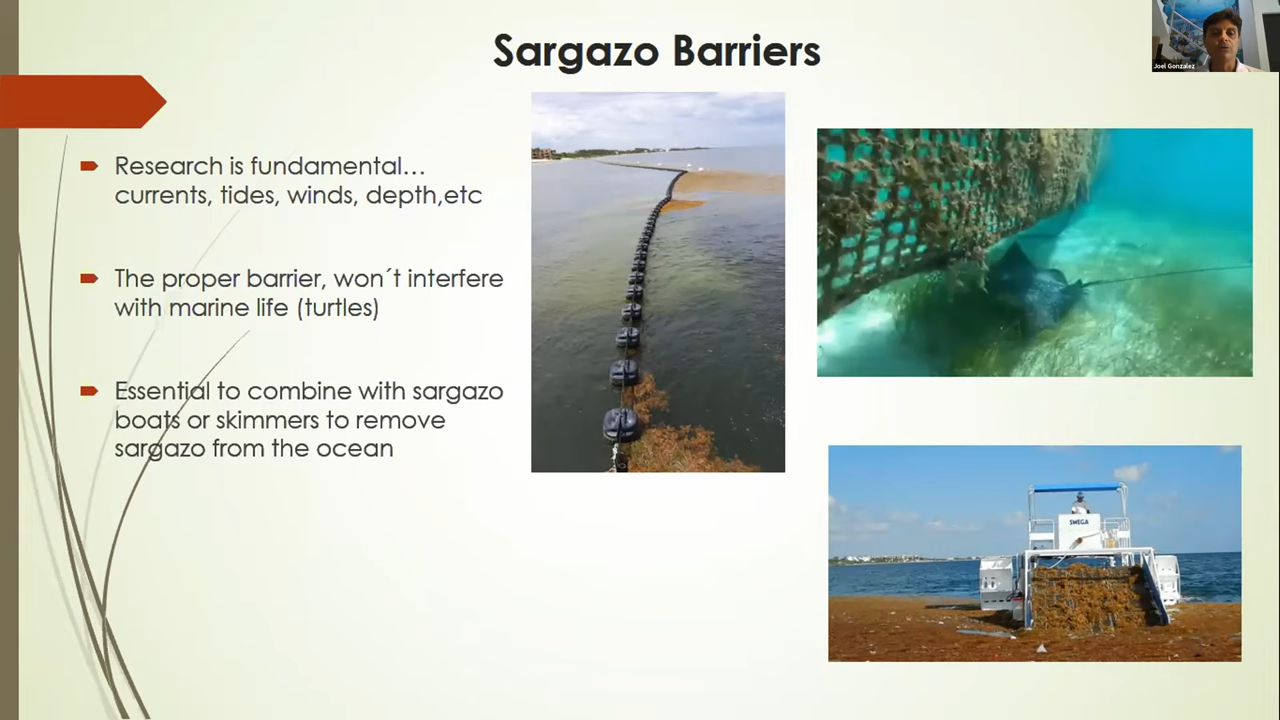 Sargazo Barriers
Joel Gonzalez
Research is fundamental…
currents, tides, winds, depth,etc
The proper barrier, won´t interfere
with marine life (turtles)
Essential to combine with sargazo
boats or skimmers to remove
sargazo from the ocean
SMEGA